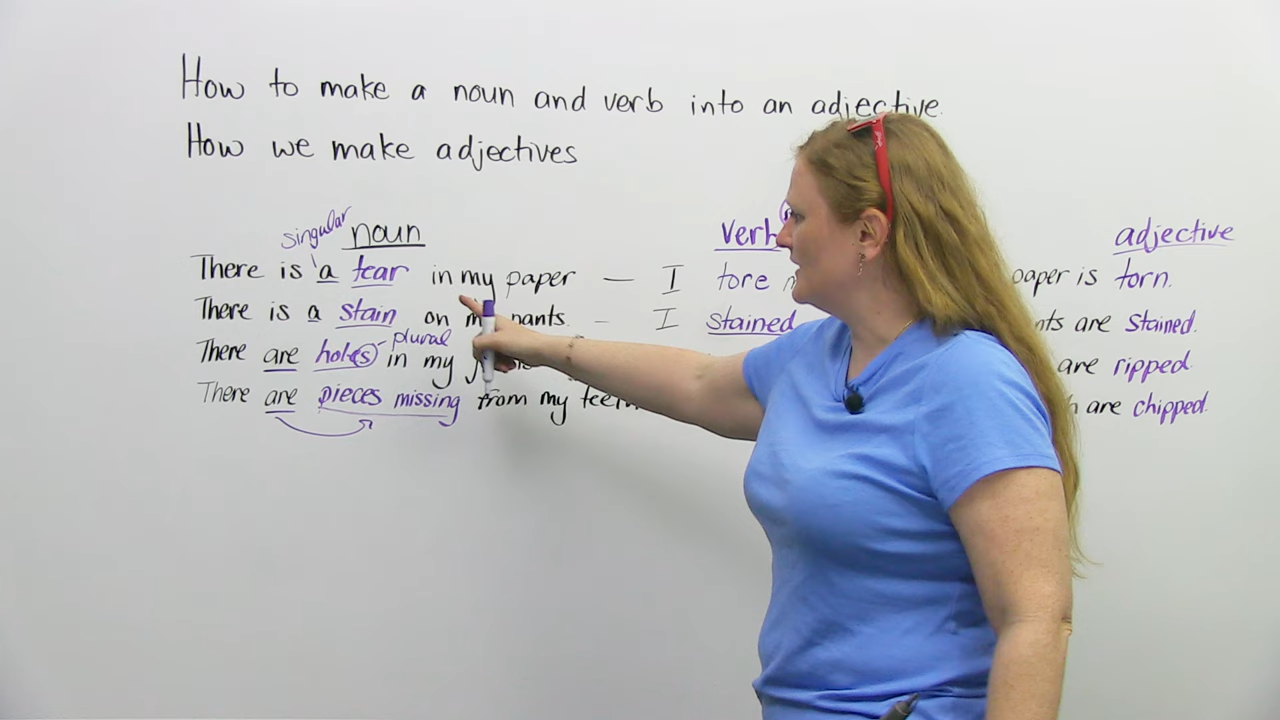 How to make a noun and verb into an adjective.
How we make adjectives
singular noun verb adjective
There is a tear in my paper — I tore paper is torn.
There is a stain on my pants. – I stained are stained.
There are holes plural in my are ripped.
There are pieces missing from my teeth are chipped.